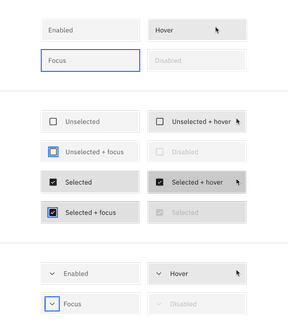 Enabled
Hover
Focus
Disabled
Unselected
Unselected + hover
Unselected + focus
Disabled
Selected
Selected + hover
Selected + focus
Selected
Enabled
Hover
Focus
Disabled